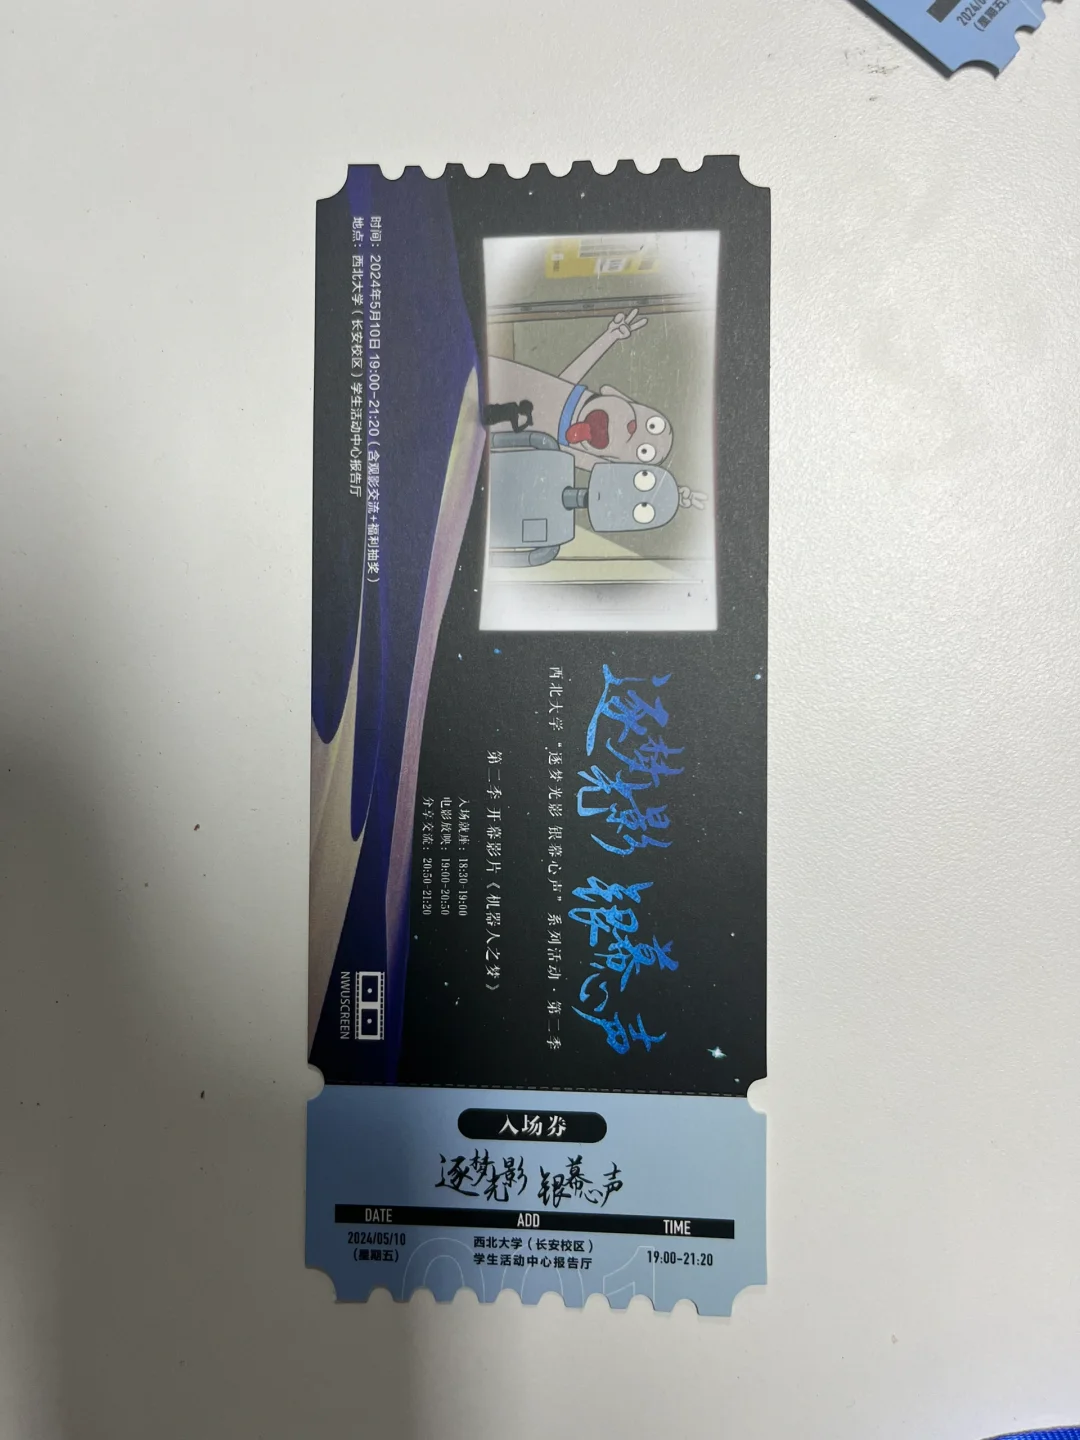 逐梦光影 银幕心声
西北大学“逐梦光影 银幕心声”系列活动·第二季
第二季 开幕影片《机器人之梦》
入场就座：18:30-19:00
电影放映：19:00-20:50
分享交流：20:50-21:20
时间：2024年5月10日 19:00-21:20（含观影交流+福利抽奖）
地点：西北大学（长安校区）学生活动中心报告厅
NWUSCREEN
入场券
逐梦光影 银幕心声
DATE ADD TIME
2024/05/10
（星期五）
西北大学（长安校区）
学生活动中心报告厅
19:00-21:20
001
2024/0
（星期五